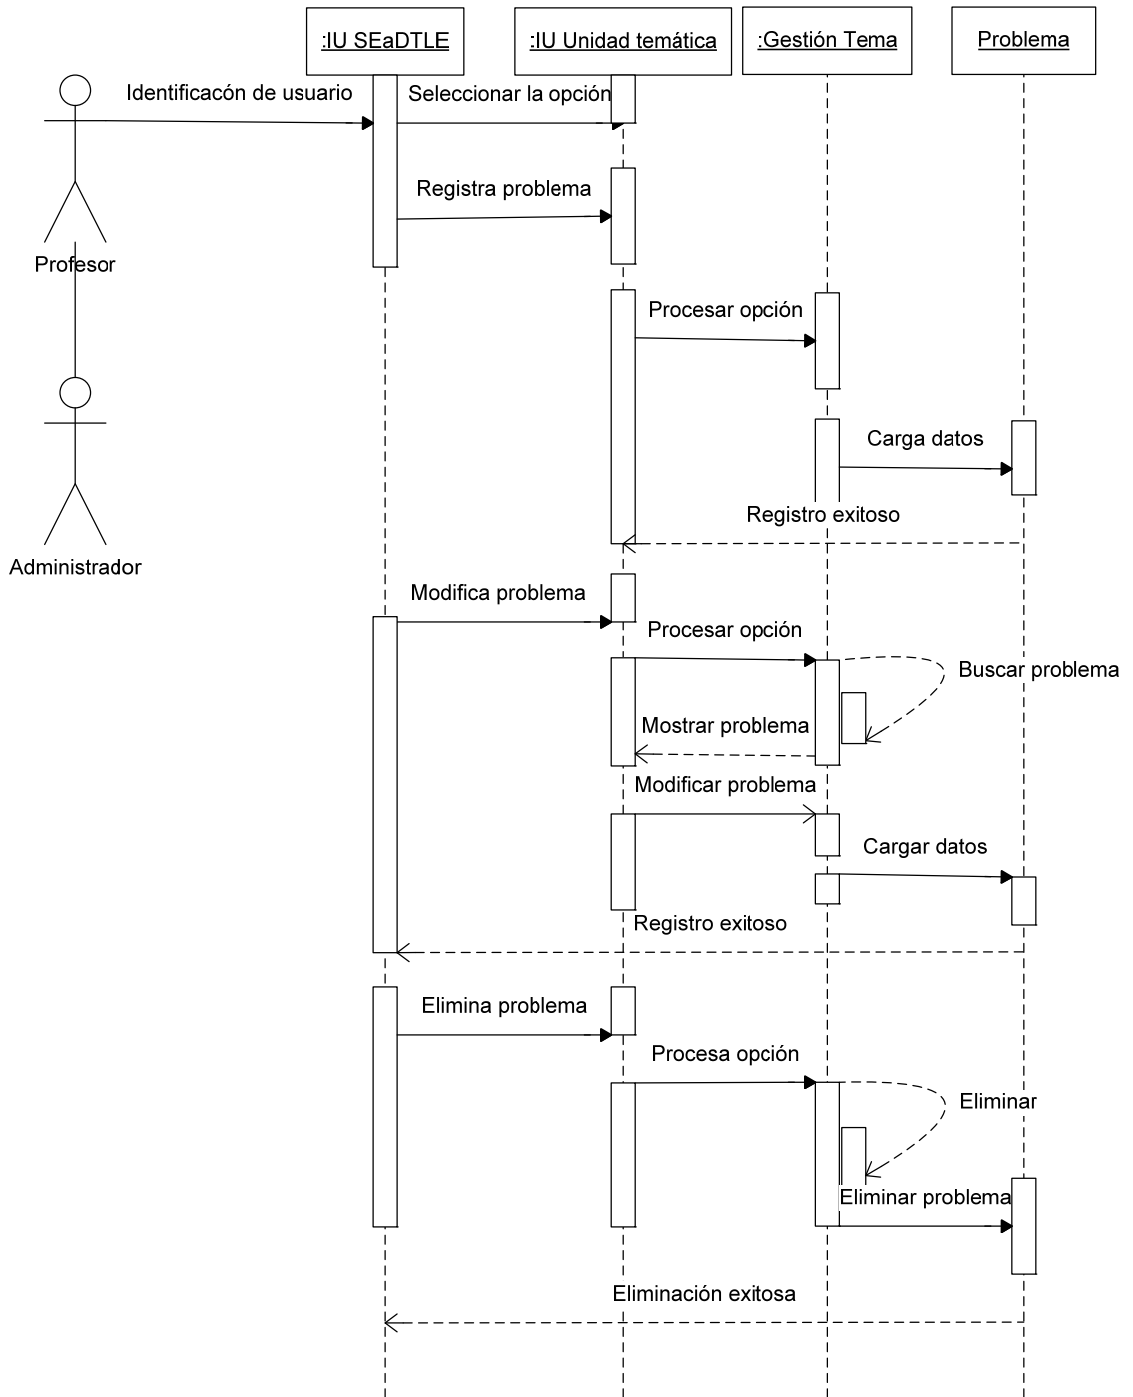 :IU SEaDTLE
:IU Unidad temática
:Gestión Tema
Problema
Identificacón de usuario
Seleccionar la opción
Registra problema
Profesor
Procesar opción
Carga datos
Registro exitoso
Administrador
Modifica problema
Procesar opción
Buscar problema
Mostrar problema
Modificar problema
Cargar datos
Registro exitoso
Elimina problema
Procesa opción
Eliminar
Eliminar problema
Eliminación exitosa